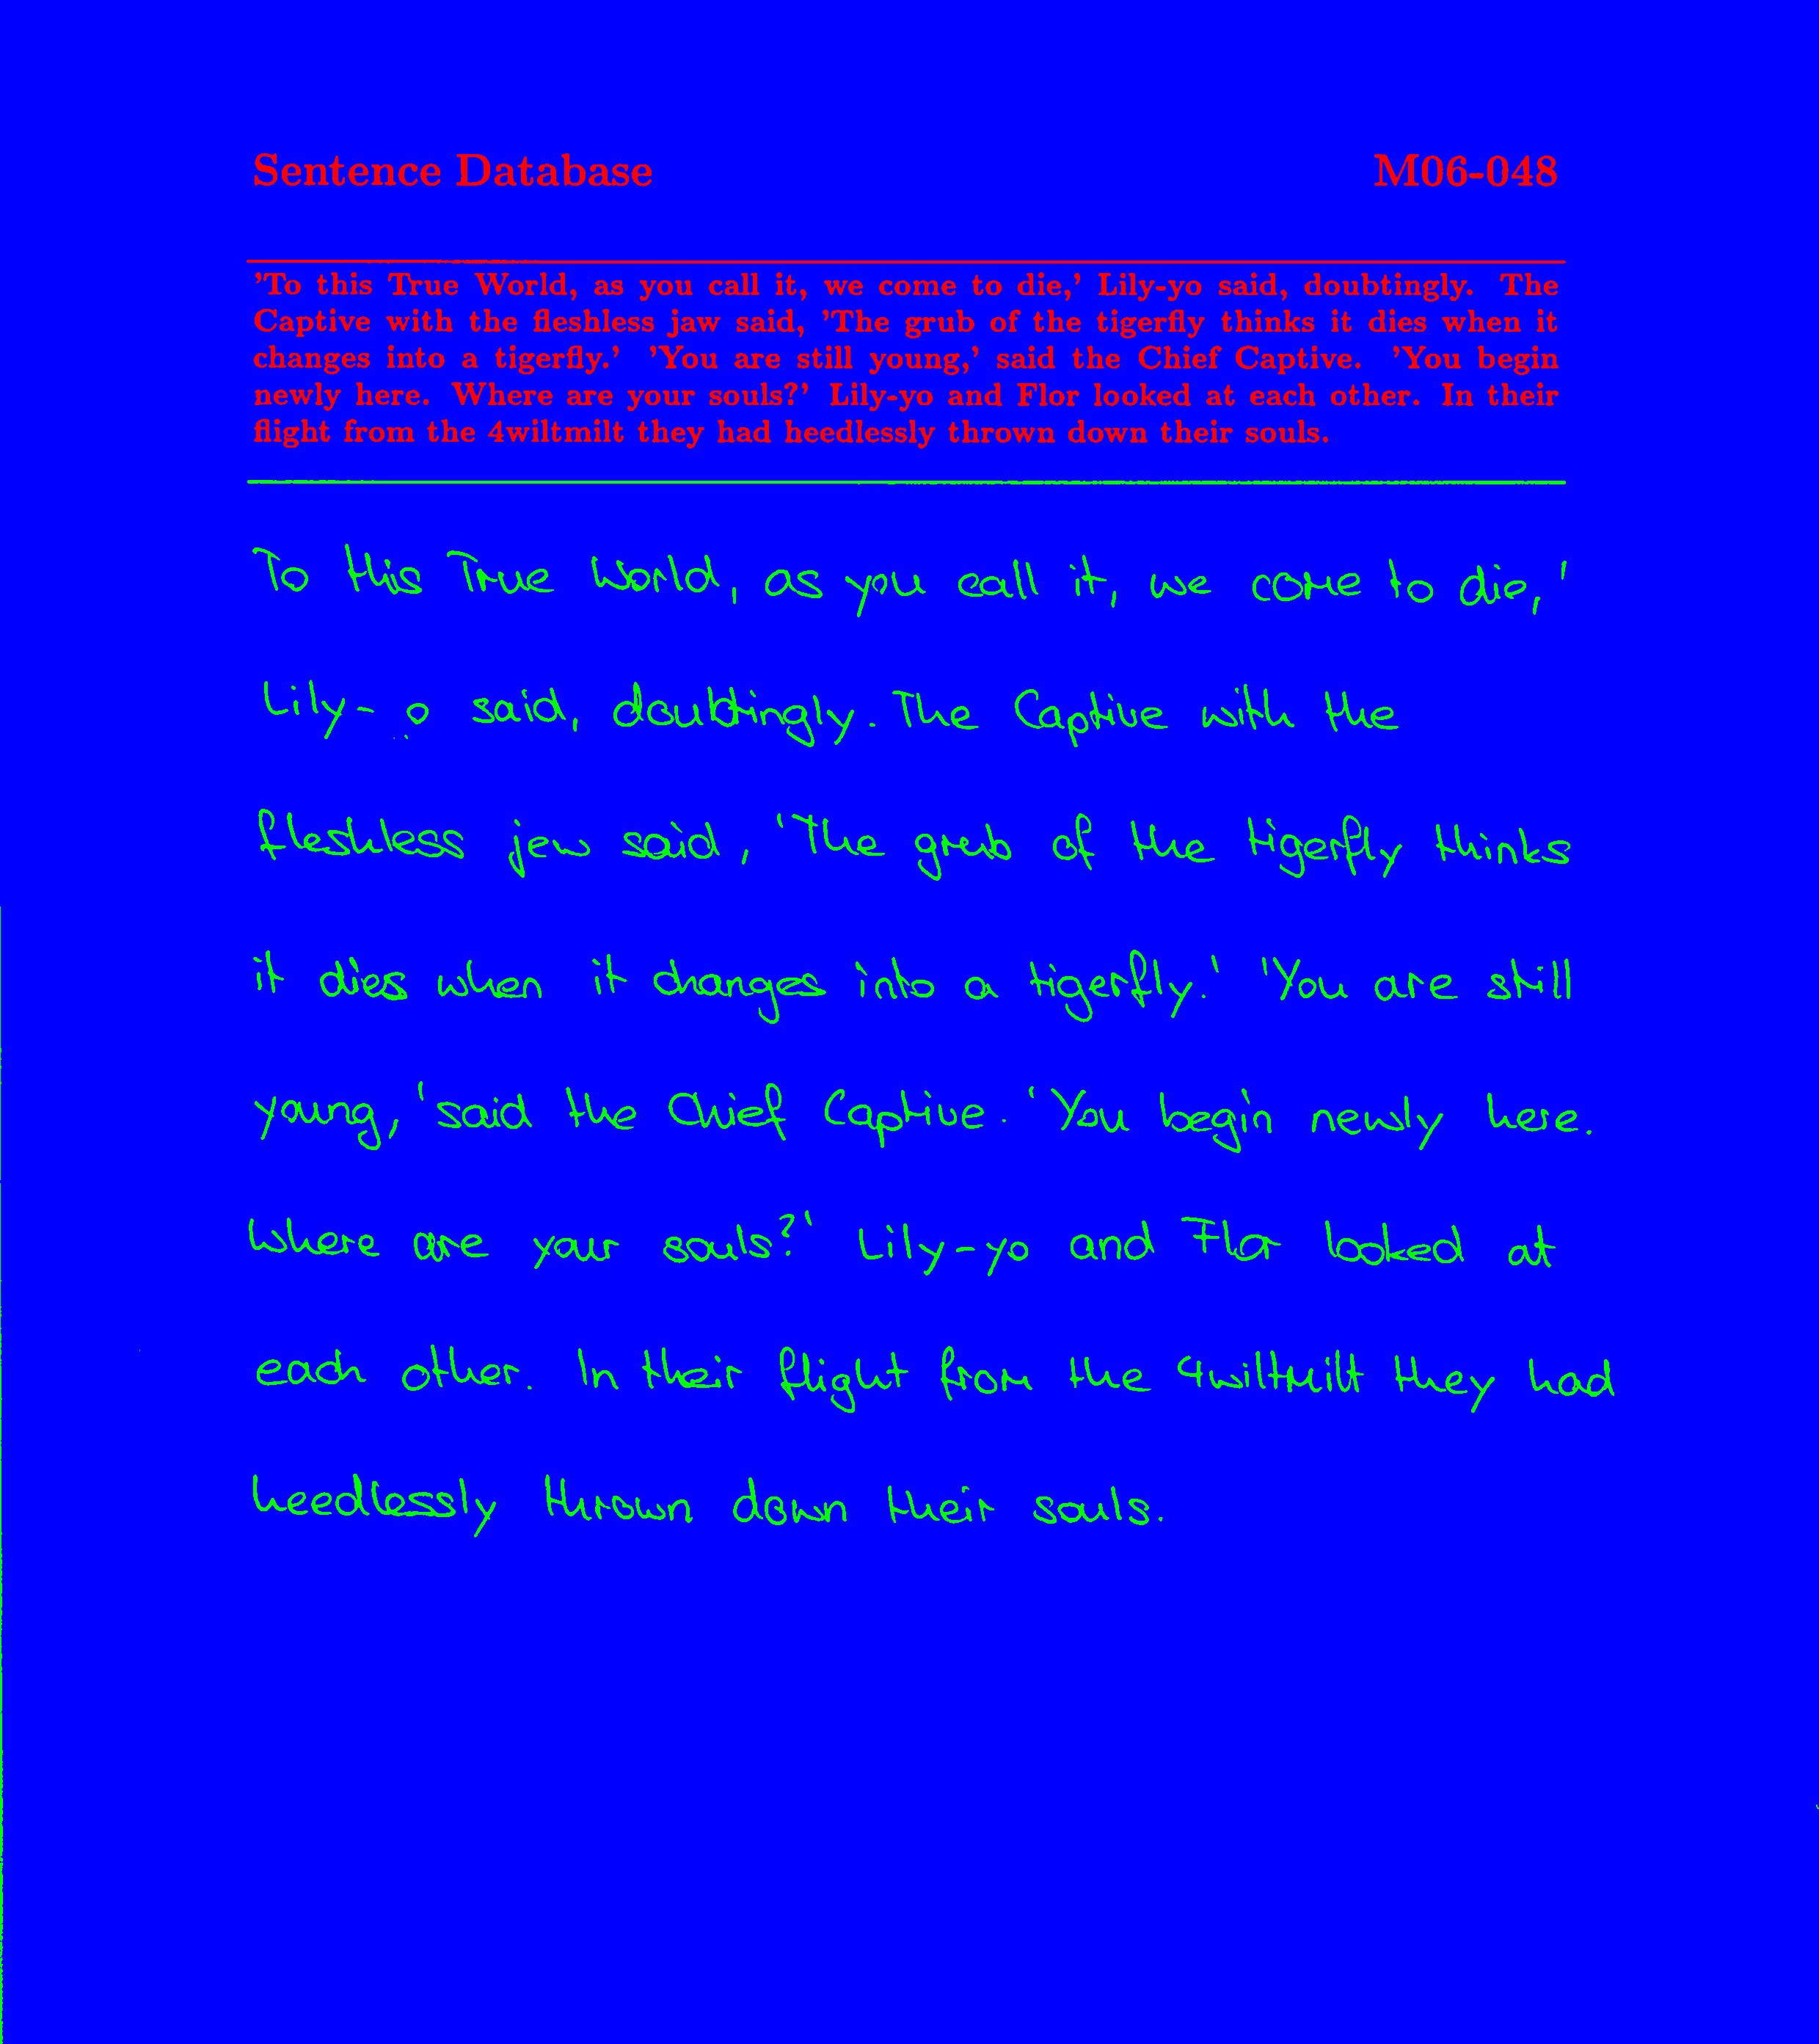 Sentence Database M06-048
'To this True World, as you call it, we come to die,' Lily-yo said, doubtingly. The
Captive with the fleshless jaw said, 'The grub of the tigerfly thinks it dies when it
changes into a tigerfly.' 'You are still young,' said the Chief Captive. 'You begin
newly here. Where are your souls?' Lily-yo and Flor looked at each other. In their
flight from the 4wiltmilt they had heedlessly thrown down their souls.
To this True World, as you call it, we come to die,'
Lily- o said, doubtingly. The Captive with the
fleshless jew said, 'The grub of the tigerfly thinks
it dies when it changes into a tigerfly.' 'You are still
young,' said the Chief Captive. 'You begin newly here.
Where are your souls?' Lily-yo and Flor looked at
each other. In their flight from the 4wiltmilt they had
heedlessly thrown down their souls.